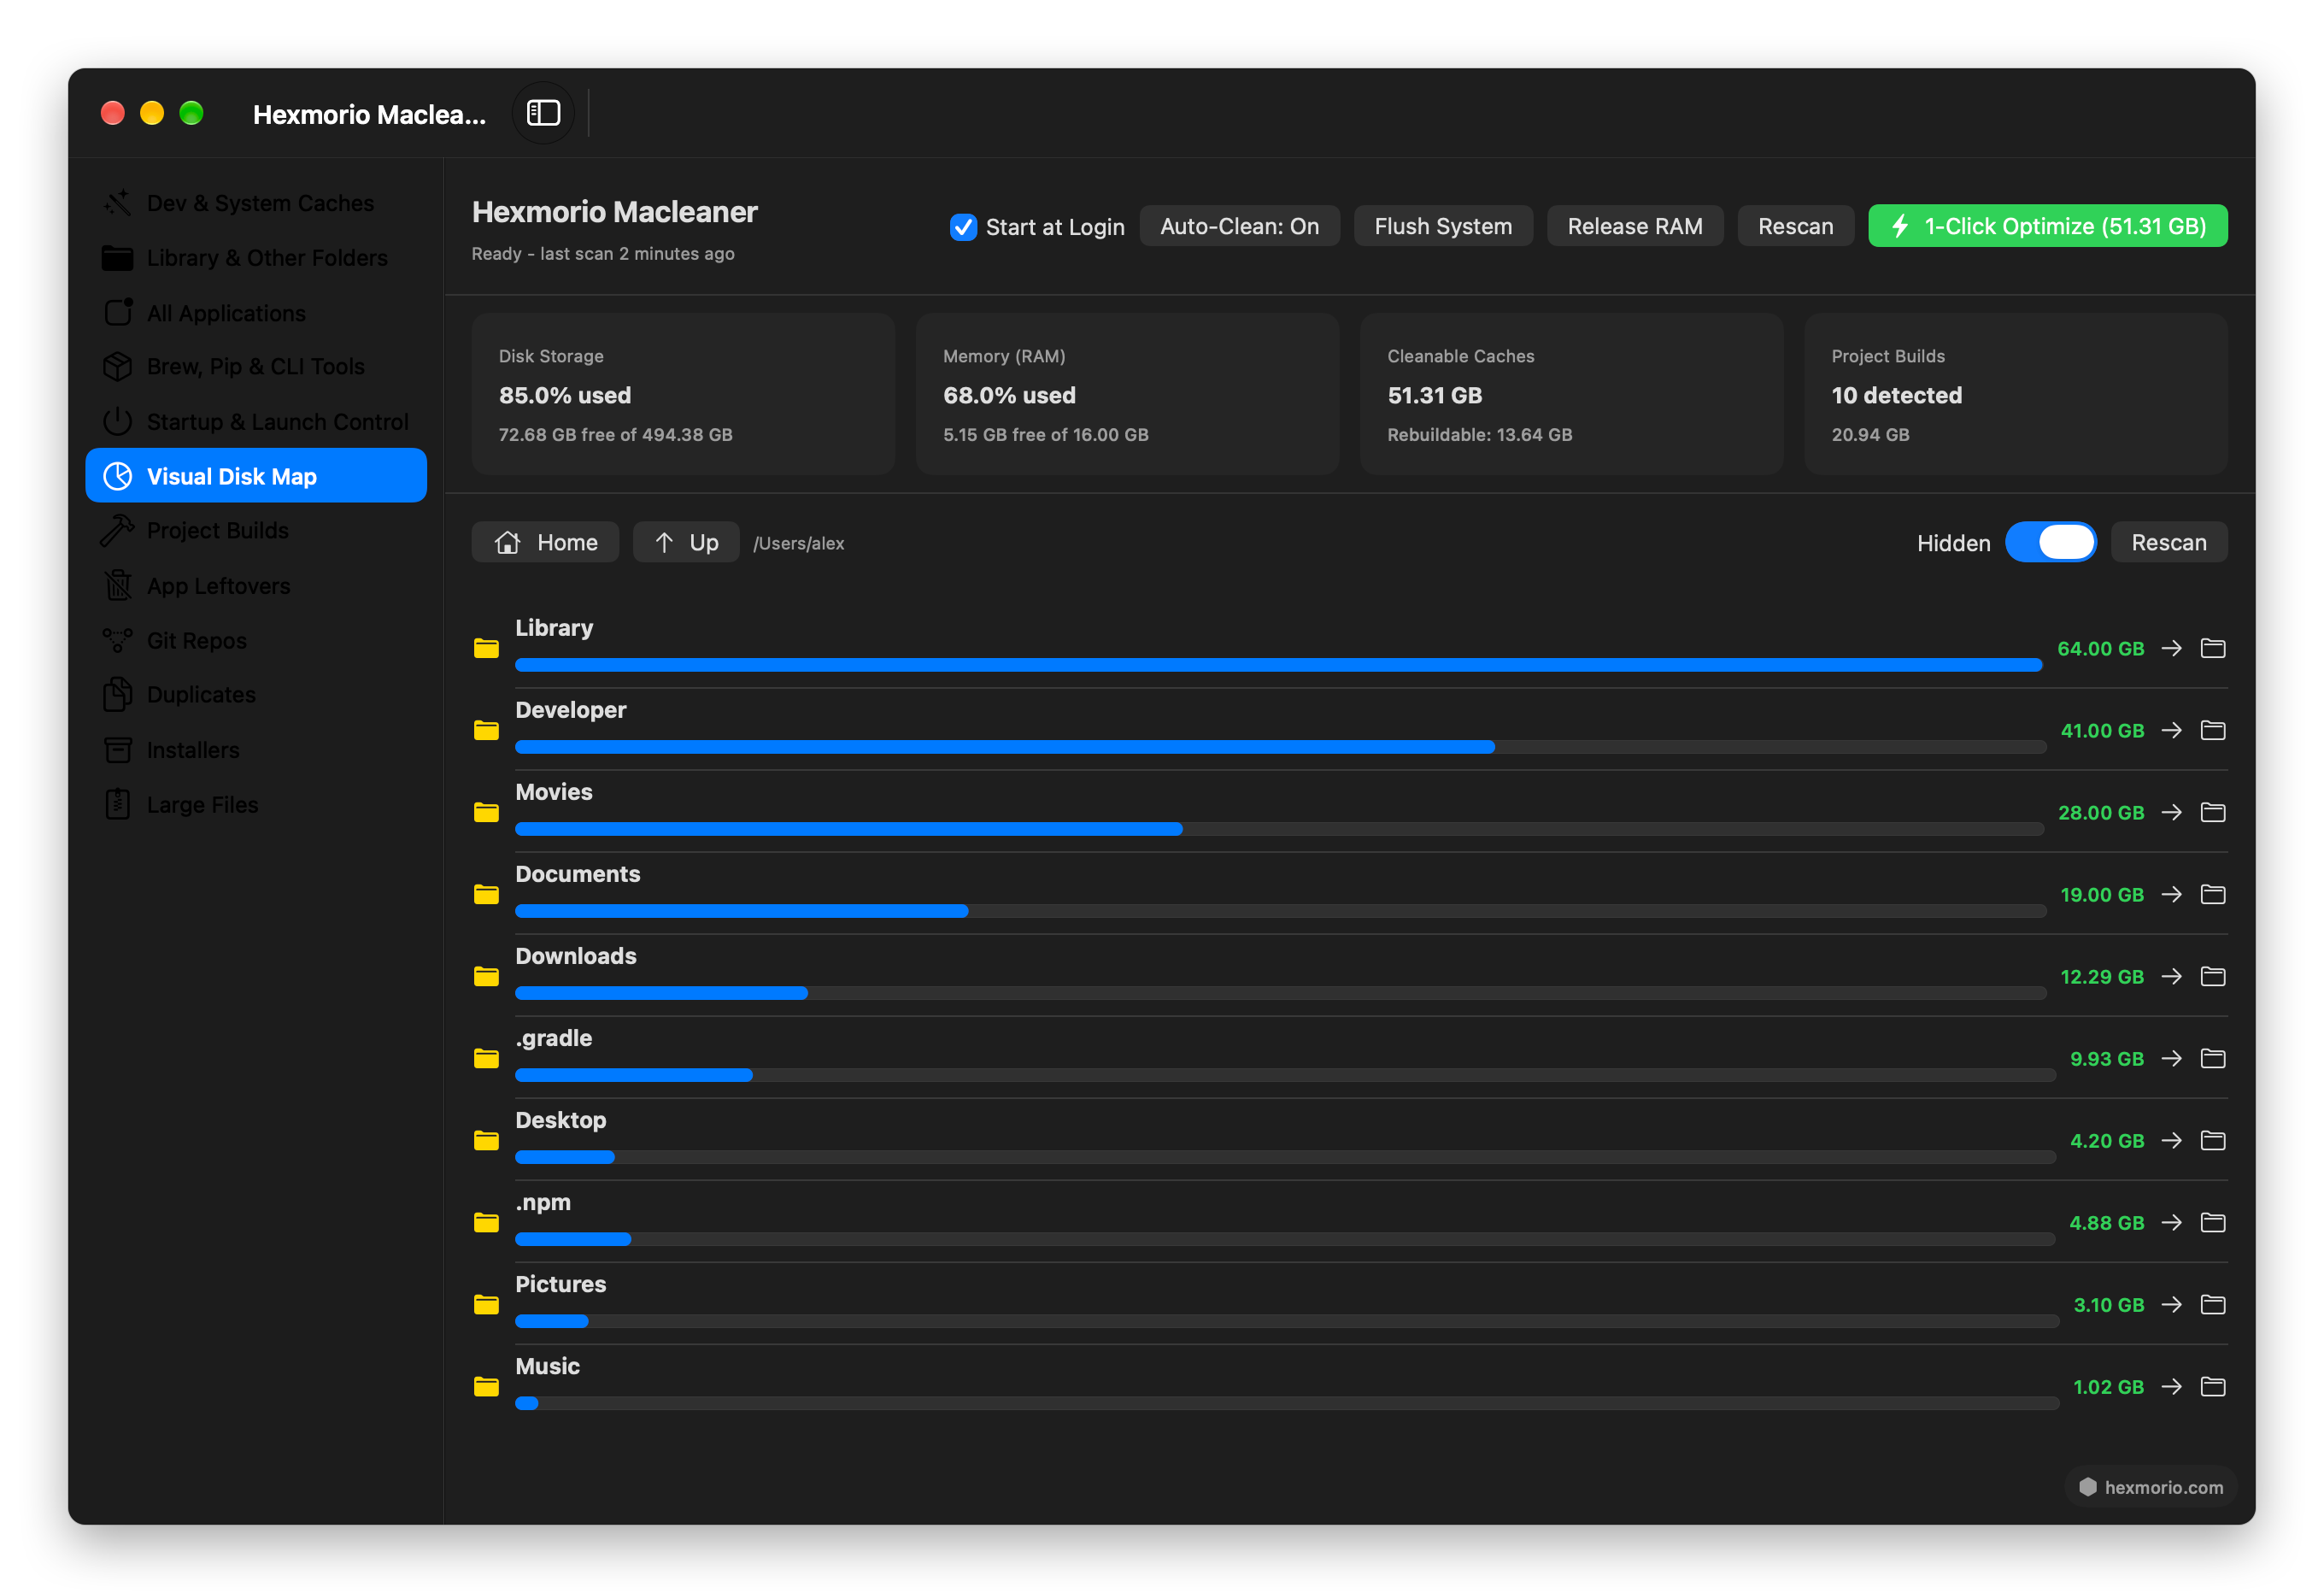 Hexmorio Maclea...
Dev & System Caches
Library & Other Folders
All Applications
Brew, Pip & CLI Tools
Startup & Launch Control
Visual Disk Map
Project Builds
App Leftovers
Git Repos
Duplicates
Installers
Large Files
Hexmorio Macleaner
Ready - last scan 2 minutes ago
Start at Login
Auto-Clean: On
Flush System
Release RAM
Rescan
1-Click Optimize (51.31 GB)
Disk Storage
85.0% used
72.68 GB free of 494.38 GB
Memory (RAM)
68.0% used
5.15 GB free of 16.00 GB
Cleanable Caches
51.31 GB
Rebuildable: 13.64 GB
Project Builds
10 detected
20.94 GB
Home
Up
/Users/alex
Hidden
Rescan
Library
64.00 GB
Developer
41.00 GB
Movies
28.00 GB
Documents
19.00 GB
Downloads
12.29 GB
.gradle
9.93 GB
Desktop
4.20 GB
.npm
4.88 GB
Pictures
3.10 GB
Music
1.02 GB
hexmorio.com